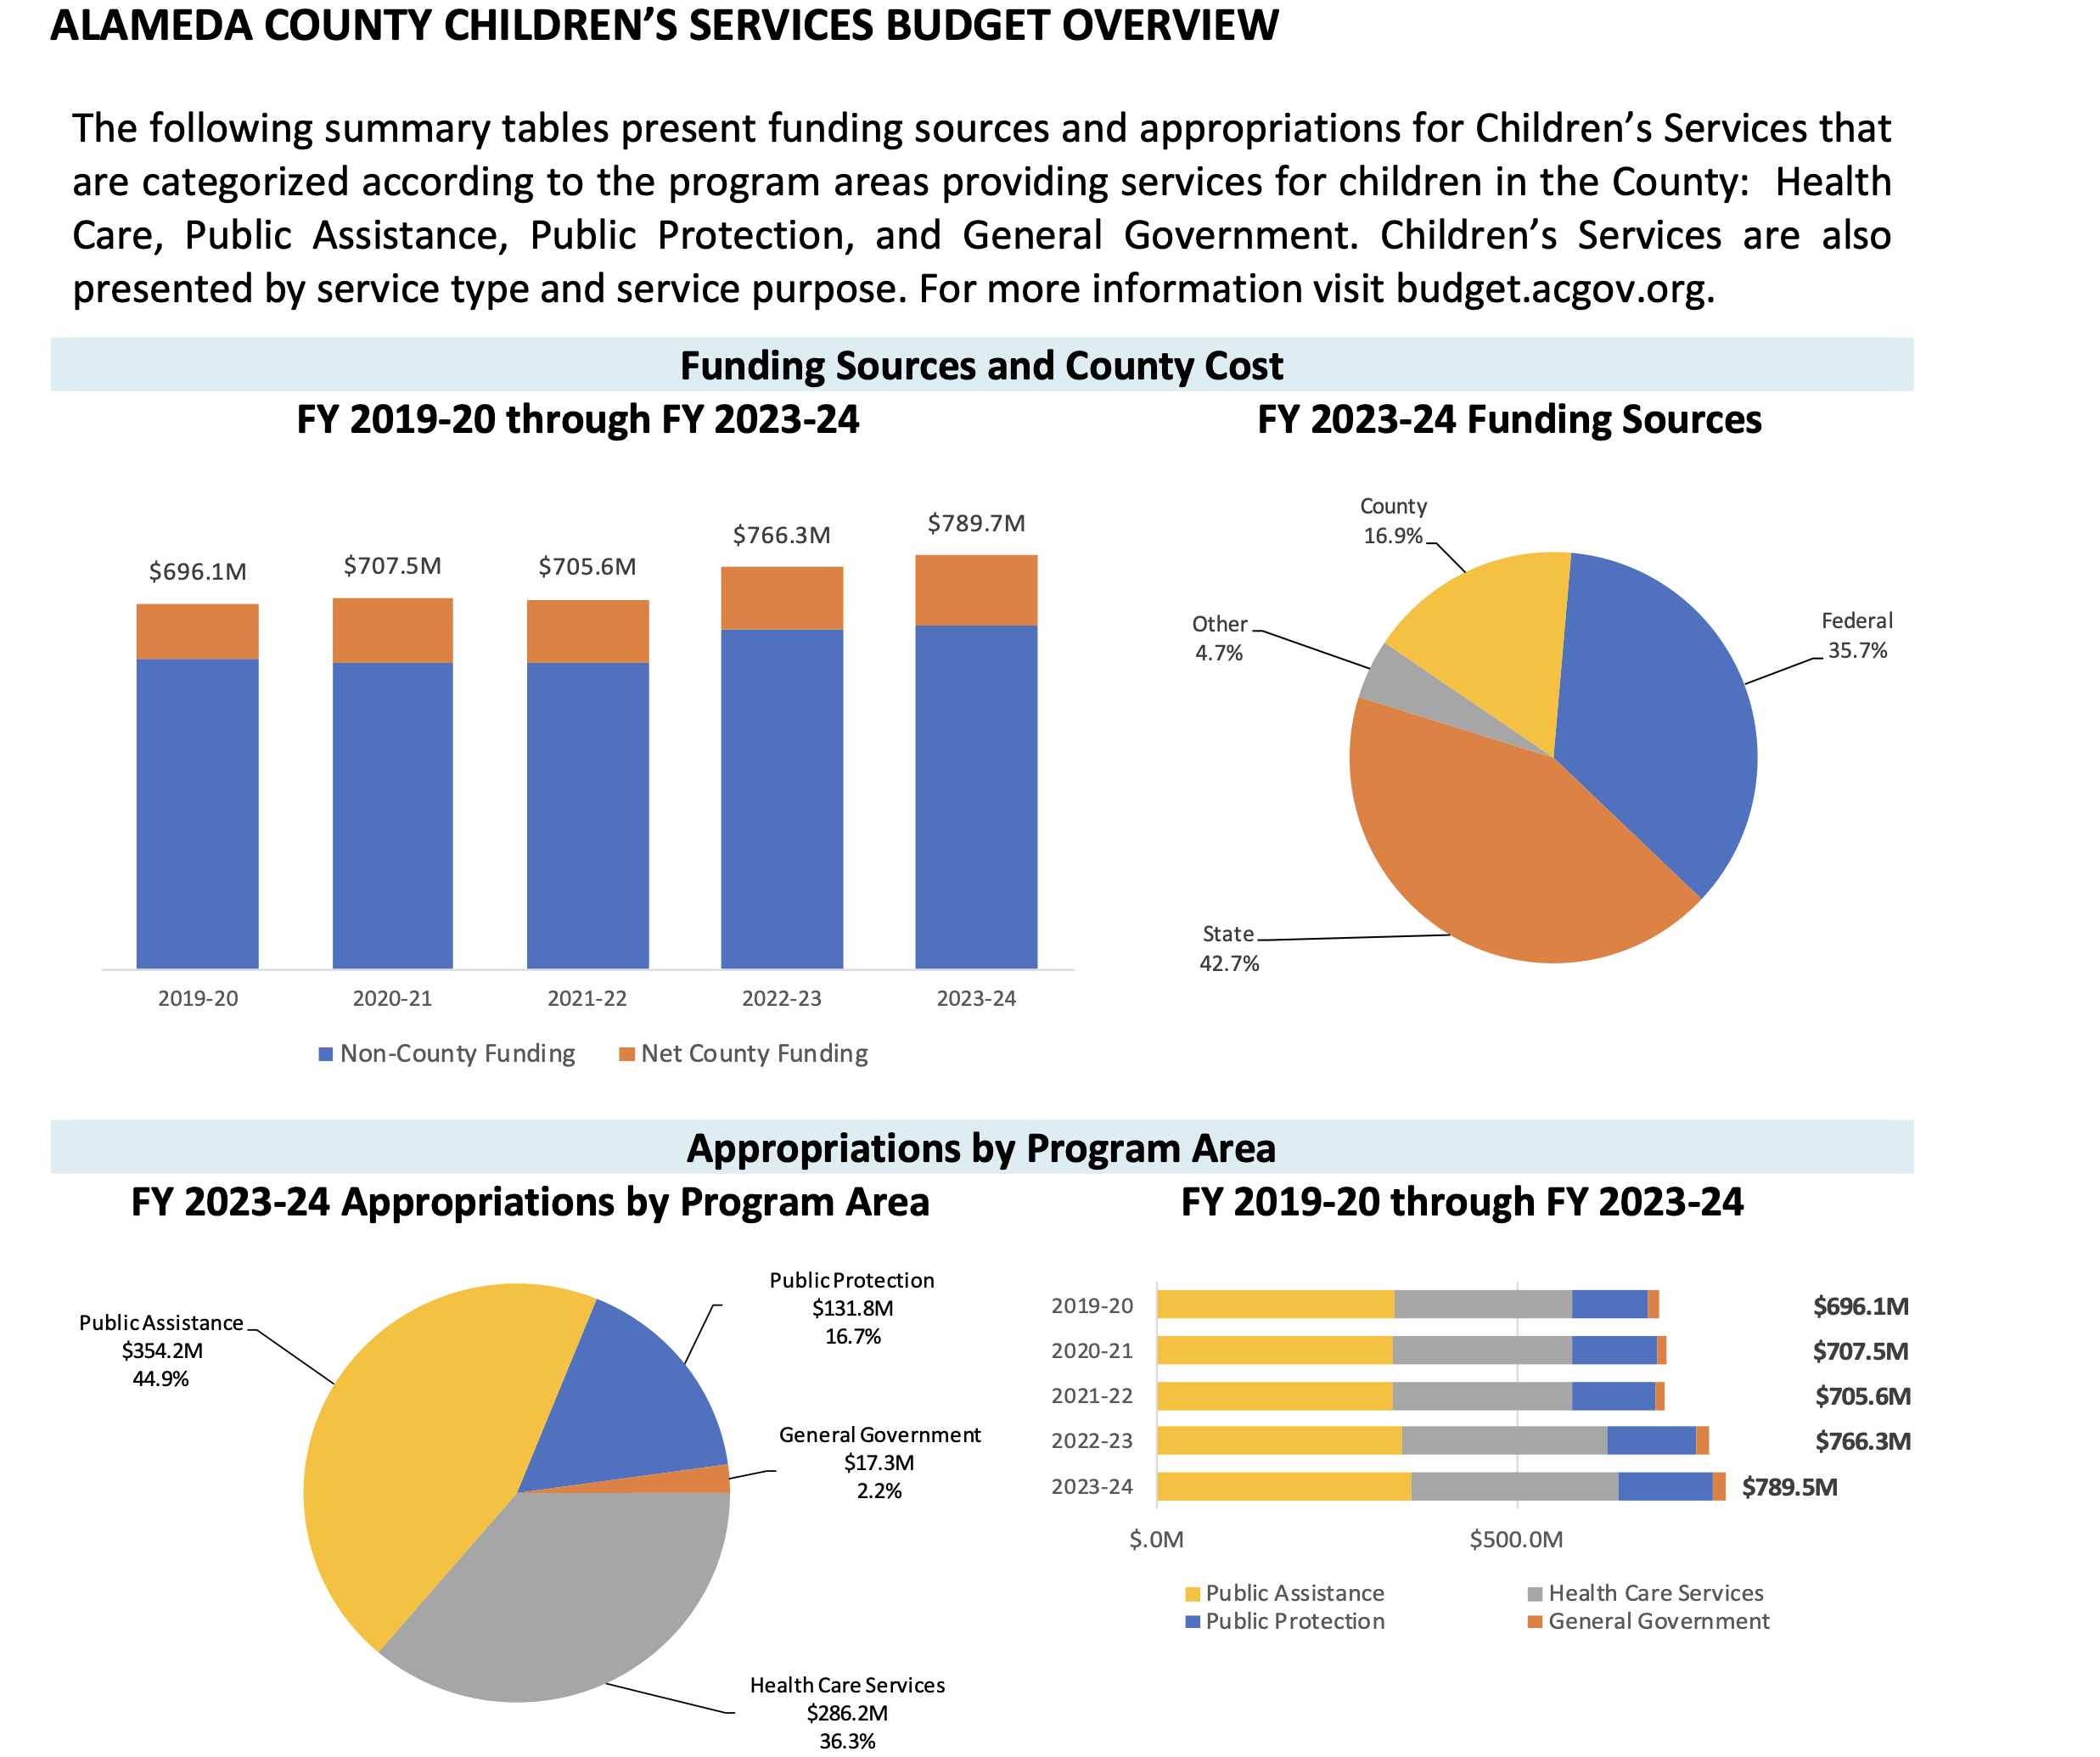 ALAMEDA COUNTY CHILDREN’S SERVICES BUDGET OVERVIEW
The following summary tables present funding sources and appropriations for Children’s Services that
are categorized according to the program areas providing services for children in the County:  Health
Care, Public Assistance, Public Protection, and General Government. Children’s Services are also
presented by service type and service purpose. For more information visit budget.acgov.org.
Funding Sources and County Cost
FY 2019-20 through FY 2023-24
$696.1M
$707.5M
$705.6M
$766.3M
$789.7M
2019-20
2020-21
2021-22
2022-23
2023-24
Non-County Funding
Net County Funding
FY 2023-24 Funding Sources
County
16.9%
Federal
35.7%
Other
4.7%
State
42.7%
Appropriations by Program Area
FY 2023-24 Appropriations by Program Area
Public Protection
$131.8M
16.7%
Public Assistance
$354.2M
44.9%
General Government
$17.3M
2.2%
Health Care Services
$286.2M
36.3%
FY 2019-20 through FY 2023-24
2019-20
$696.1M
2020-21
$707.5M
2021-22
$705.6M
2022-23
$766.3M
2023-24
$789.5M
$.0M
$500.0M
Public Assistance
Health Care Services
Public Protection
General Government